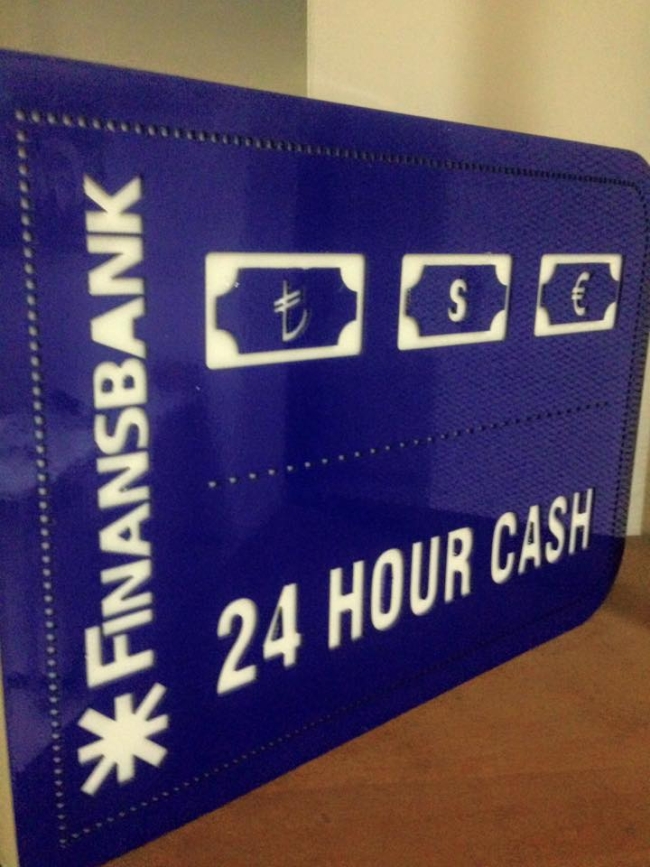 FINANSBANK
₺ $ €
24 HOUR CASH